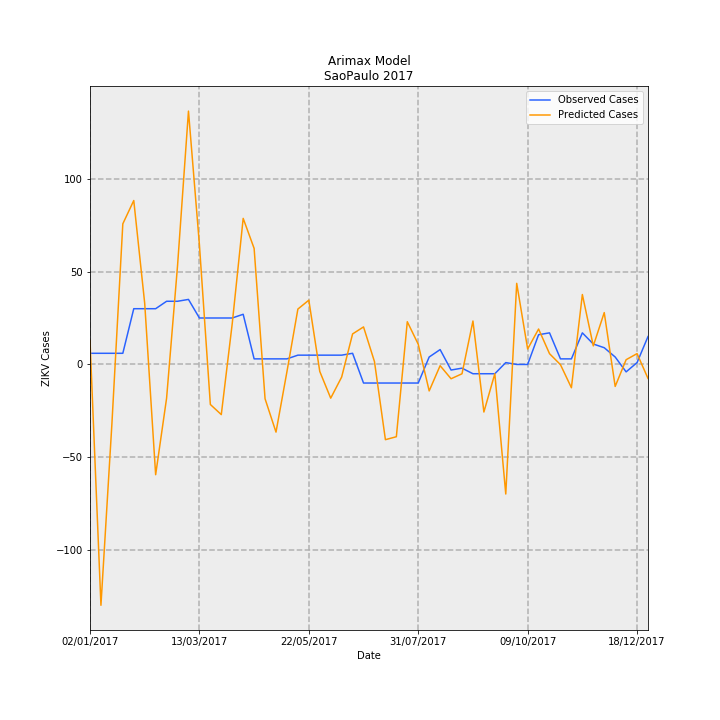 Arimax Model
SaoPaulo 2017
Observed Cases
Predicted Cases
ZIKV Cases
100
50
0
−50
−100
02/01/2017
13/03/2017
22/05/2017
31/07/2017
09/10/2017
18/12/2017
Date